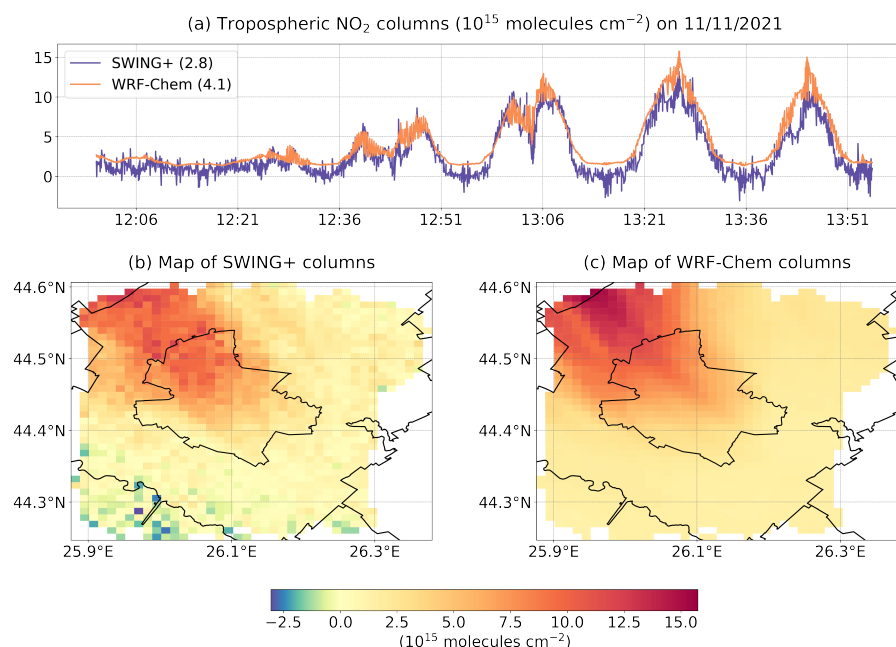 (a) Tropospheric NO₂ columns (10¹⁵ molecules cm⁻²) on 11/11/2021
15
10
5
0
SWING+ (2.8)
WRF-Chem (4.1)
12:06 12:21 12:36 12:51 13:06 13:21 13:36 13:51
(b) Map of SWING+ columns
(c) Map of WRF-Chem columns
44.6°N 44.6°N
44.5°N 44.5°N
44.4°N 44.4°N
44.3°N 44.3°N
25.9°E 26.1°E 26.3°E 25.9°E 26.1°E 26.3°E
−2.5 0.0 2.5 5.0 7.5 10.0 12.5 15.0
(10¹⁵ molecules cm⁻²)